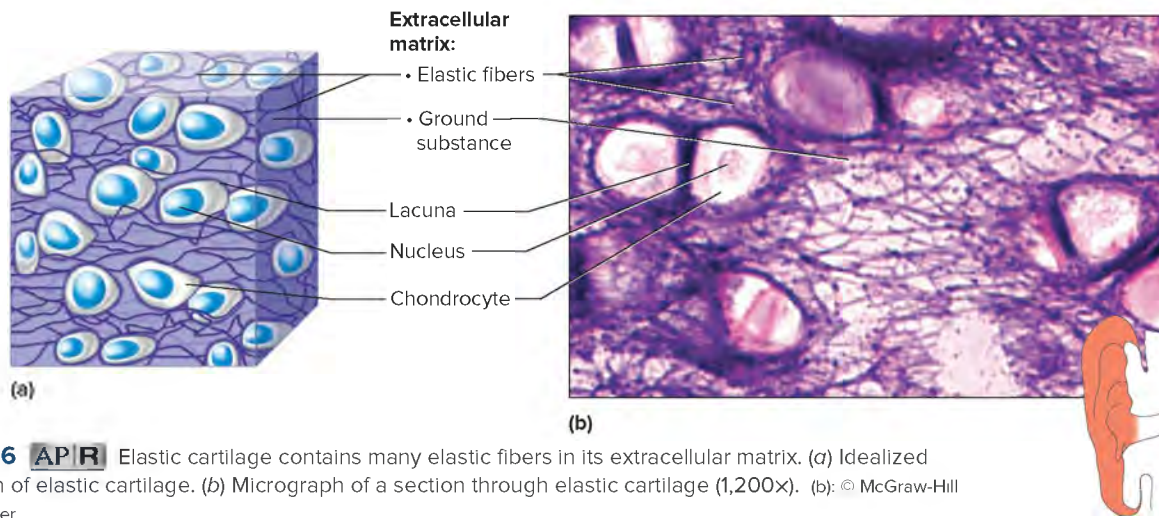 Extracellular
matrix:
• Elastic fibers
• Ground
substance
Lacuna
Nucleus
Chondrocyte
(a)
(b)
6 AP|R Elastic cartilage contains many elastic fibers in its extracellular matrix. (a) Idealized
of elastic cartilage. (b) Micrograph of a section through elastic cartilage (1,200×). (b): © McGraw-Hill